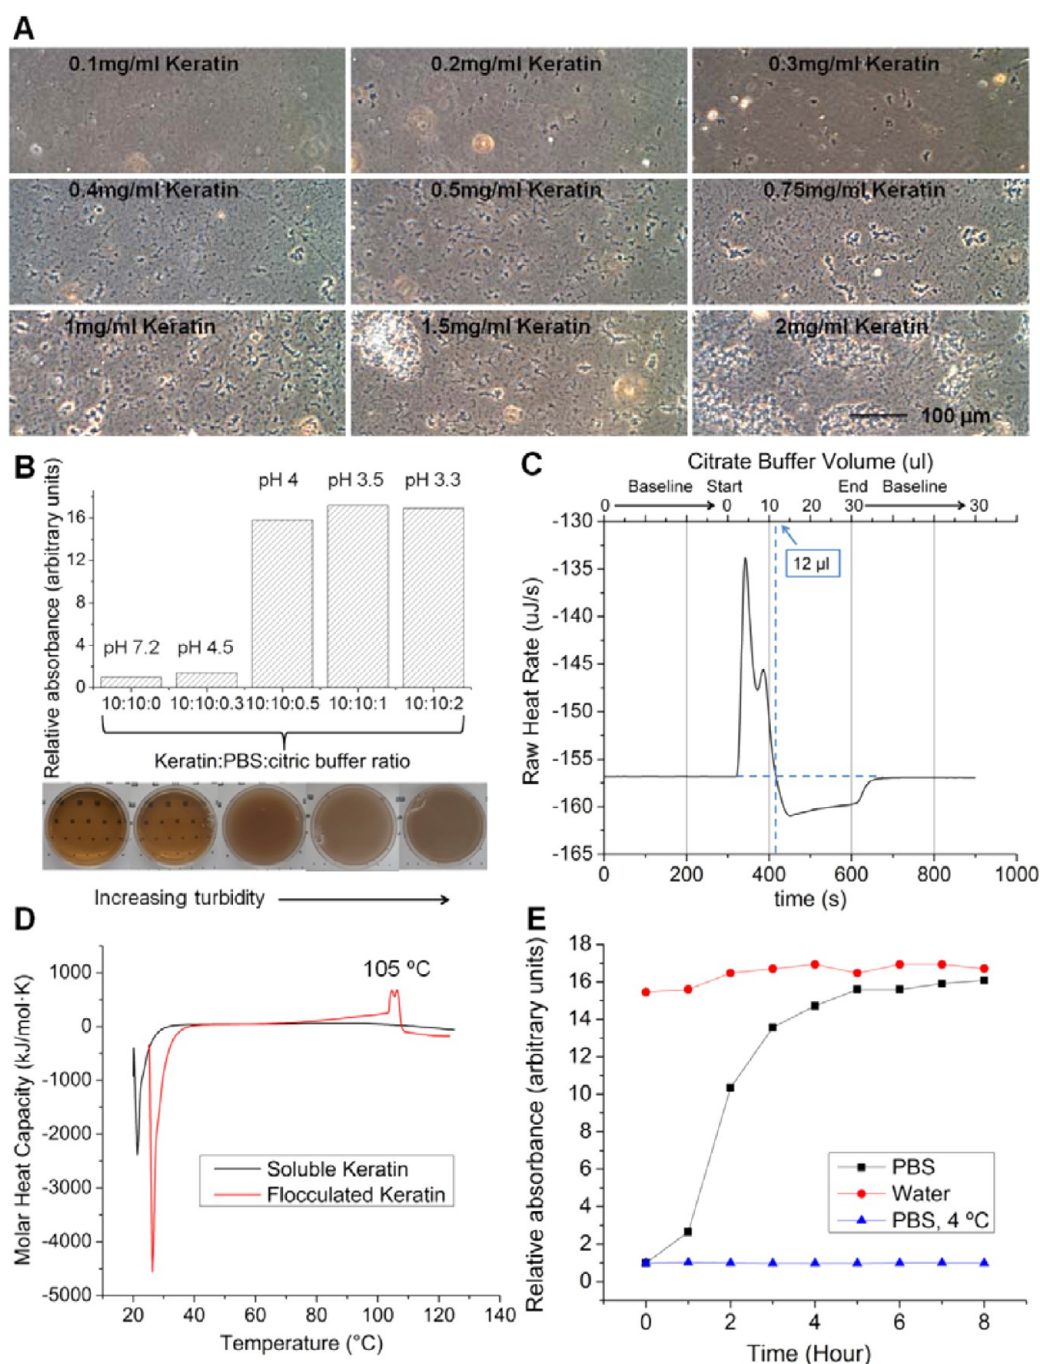 A
0.1mg/ml Keratin
0.2mg/ml Keratin
0.3mg/ml Keratin
0.4mg/ml Keratin
0.5mg/ml Keratin
0.75mg/ml Keratin
1mg/ml Keratin
1.5mg/ml Keratin
2mg/ml Keratin
100 µm
B
Relative absorbance (arbitrary units)
16
12
8
4
0
pH 7.2
pH 4.5
pH 4
pH 3.5
pH 3.3
10:10:0
10:10:0.3
10:10:0.5
10:10:1
10:10:2
Keratin:PBS:citric buffer ratio
Increasing turbidity
C
Citrate Buffer Volume (ul)
Baseline
Start
End
Baseline
0
0
10
20
30
30
12 µl
Raw Heat Rate (uJ/s)
-130
-135
-140
-145
-150
-155
-160
-165
0
200
400
600
800
1000
time (s)
D
105 ºC
Molar Heat Capacity (kJ/mol·K)
1000
0
-1000
-2000
-3000
-4000
-5000
Soluble Keratin
Flocculated Keratin
20
40
60
80
100
120
140
Temperature (°C)
E
Relative absorbance (arbitrary units)
18
16
14
12
10
8
6
4
2
0
PBS
Water
PBS, 4 ºC
0
2
4
6
8
Time (Hour)